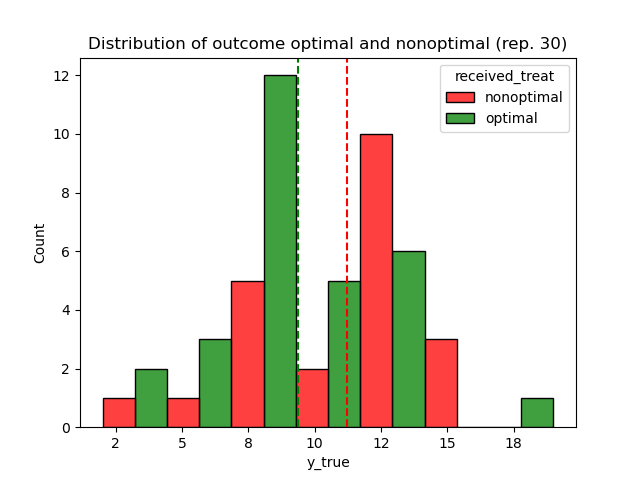 Distribution of outcome optimal and nonoptimal (rep. 30)
received_treat
nonoptimal
optimal
12
10
8
6
4
2
0
Count
2 5 8 10 12 15 18
y_true